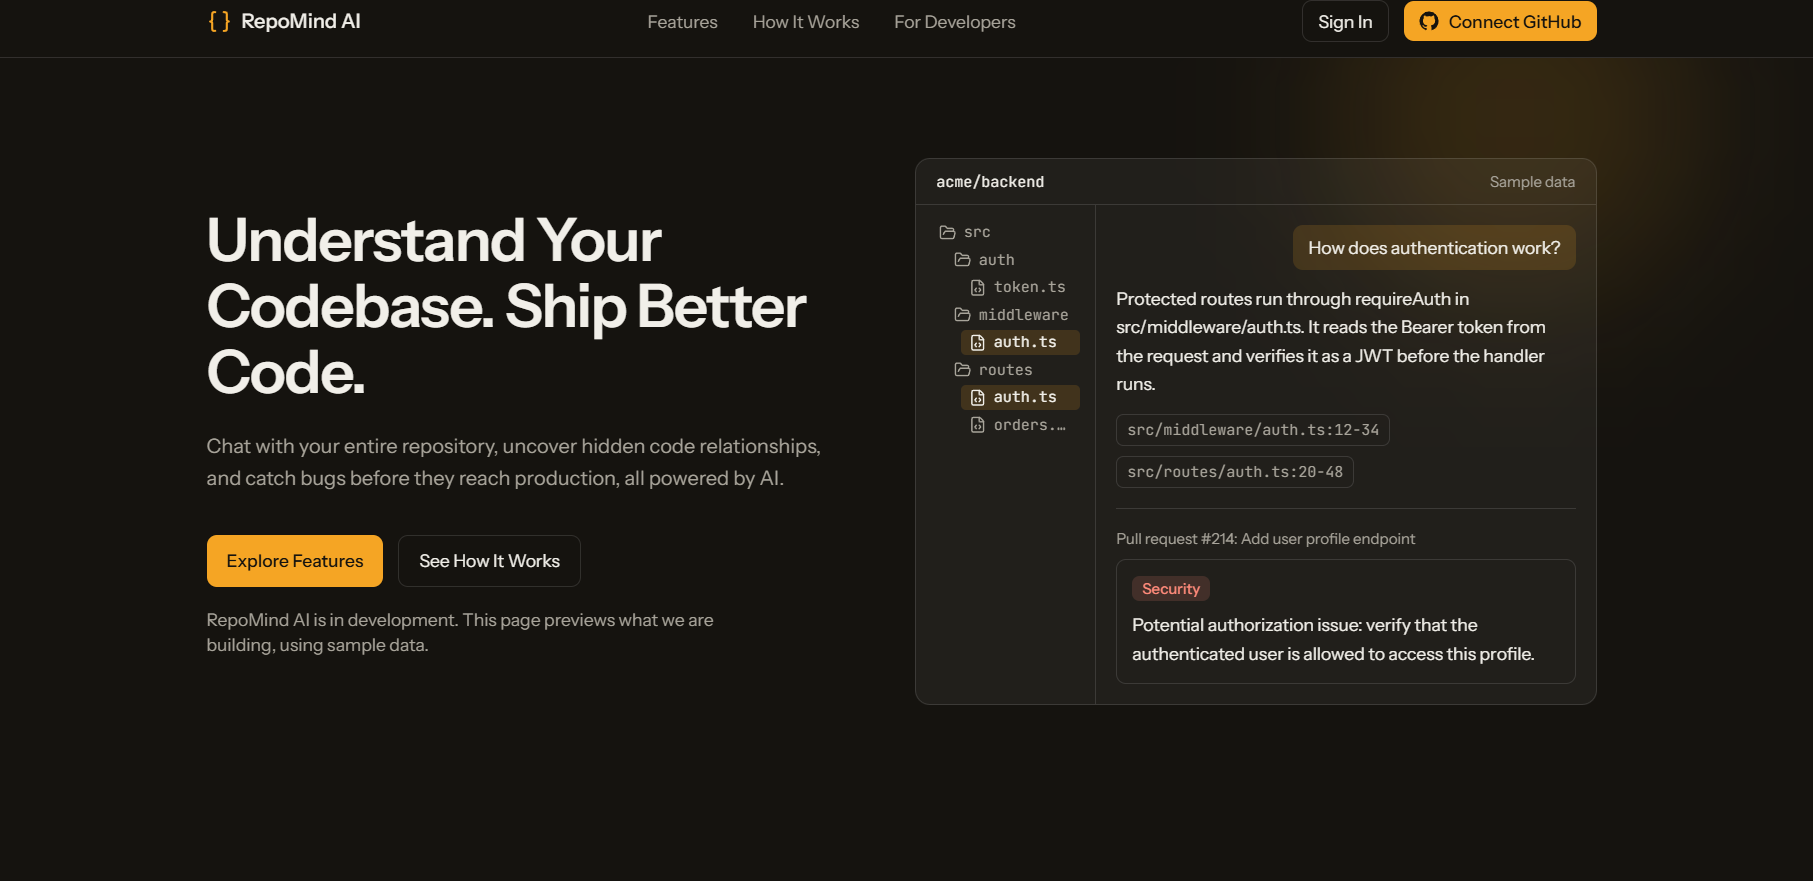 { } RepoMind AI
Features
How It Works
For Developers
Sign In
Connect GitHub
Understand Your
Codebase. Ship Better
Code.
Chat with your entire repository, uncover hidden code relationships,
and catch bugs before they reach production, all powered by AI.
Explore Features
See How It Works
RepoMind AI is in development. This page previews what we are
building, using sample data.
acme/backend
Sample data
src
auth
token.ts
middleware
auth.ts
routes
auth.ts
orders.…
How does authentication work?
Protected routes run through requireAuth in
src/middleware/auth.ts. It reads the Bearer token from
the request and verifies it as a JWT before the handler
runs.
src/middleware/auth.ts:12-34
src/routes/auth.ts:20-48
Pull request #214: Add user profile endpoint
Security
Potential authorization issue: verify that the
authenticated user is allowed to access this profile.